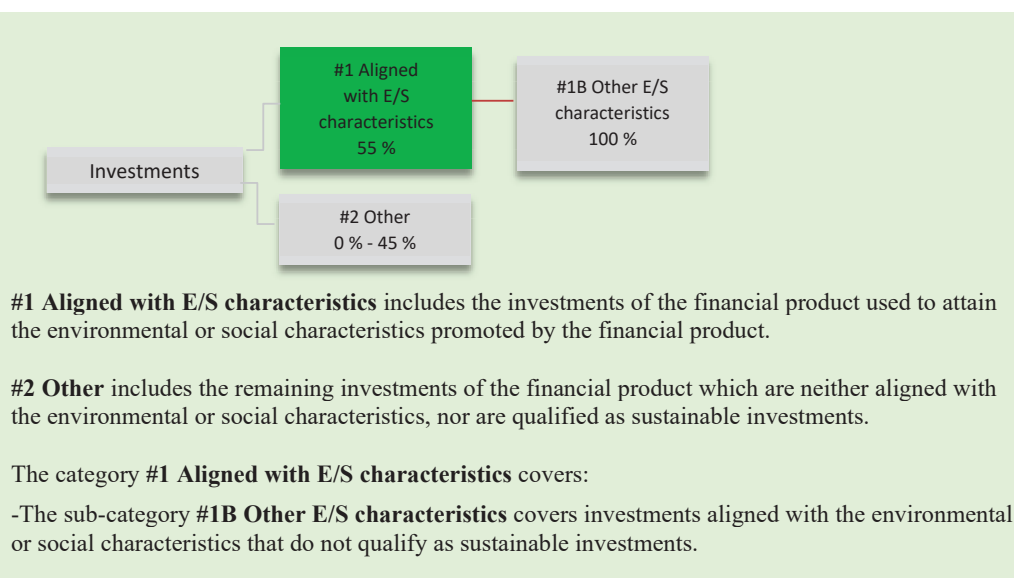 #1 Aligned
with E/S
characteristics
55 %
#1B Other E/S
characteristics
100 %
Investments
#2 Other
0 % - 45 %
#1 Aligned with E/S characteristics includes the investments of the financial product used to attain
the environmental or social characteristics promoted by the financial product.
#2 Other includes the remaining investments of the financial product which are neither aligned with
the environmental or social characteristics, nor are qualified as sustainable investments.
The category #1 Aligned with E/S characteristics covers:
-The sub-category #1B Other E/S characteristics covers investments aligned with the environmental
or social characteristics that do not qualify as sustainable investments.